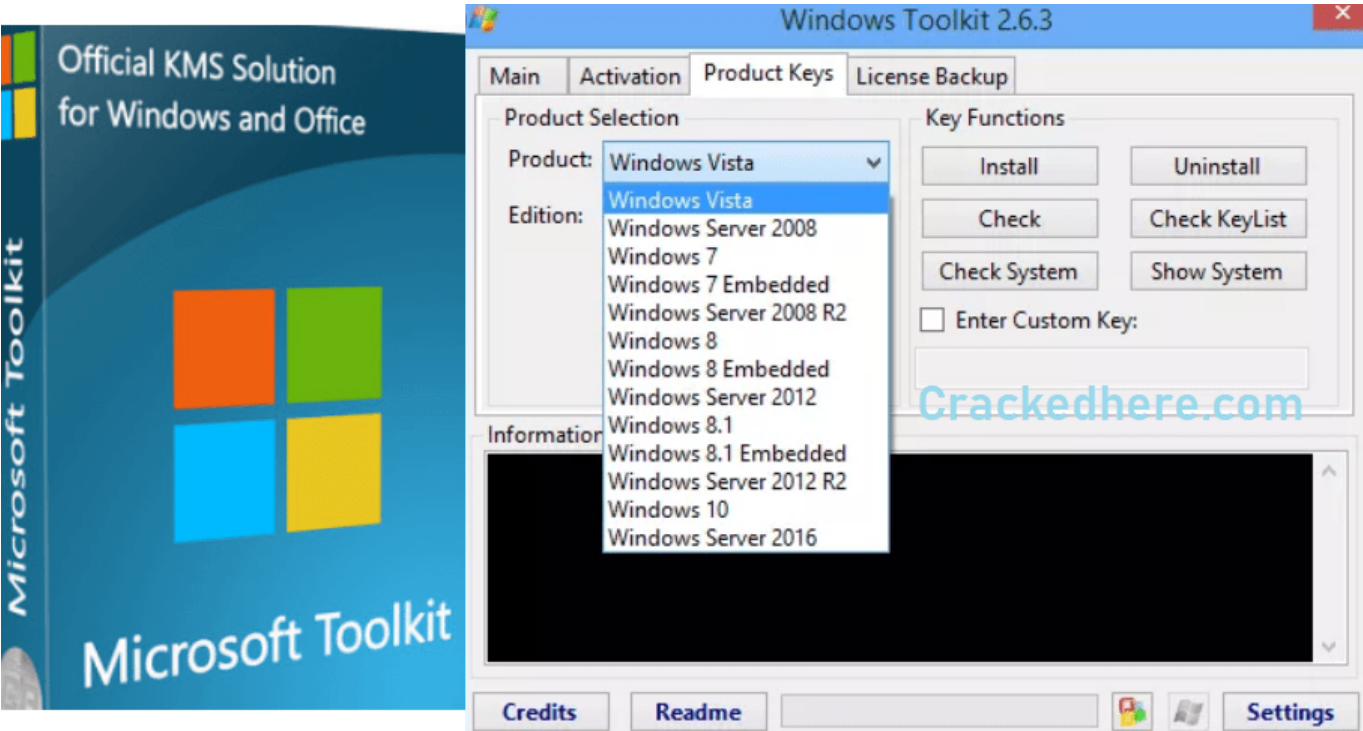 Official KMS Solution
for Windows and Office
Microsoft Toolkit
Microsoft Toolkit
Windows Toolkit 2.6.3
Main
Activation
Product Keys
License Backup
Product Selection
Product:
Windows Vista
Windows Vista
Windows Server 2008
Windows 7
Windows 7 Embedded
Windows Server 2008 R2
Windows 8
Windows 8 Embedded
Windows Server 2012
Windows 8.1
Windows 8.1 Embedded
Windows Server 2012 R2
Windows 10
Windows Server 2016
Edition:
Key Functions
Install
Uninstall
Check
Check KeyList
Check System
Show System
Enter Custom Key:
Crackedhere.com
Information
Credits
Readme
Settings